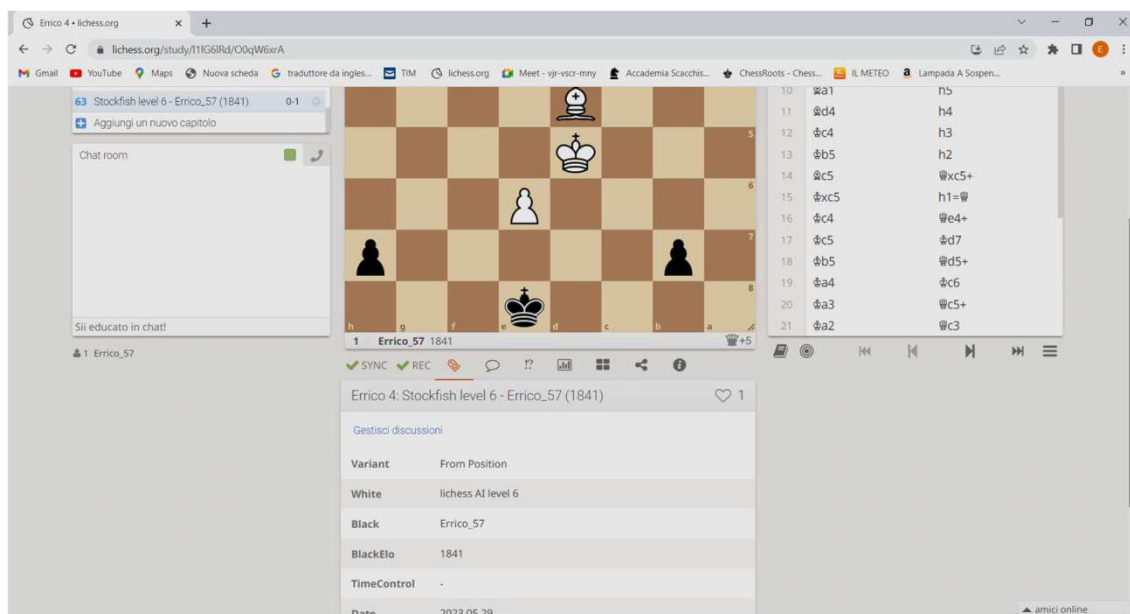 Errico 4 • lichess.org
lichess.org/study/l1lG6lRd/O0qW6xrA
E
Gmail YouTube Maps Nuova scheda traduttore da ingles... TIM lichess.org Meet - vjr-vscr-mny Accademia Scacchis... ChessRoots - Chess... IL METEO Lampada A Sospen...
63 Stockfish level 6 - Errico_57 (1841) 0-1
Aggiungi un nuovo capitolo
Chat room
Sii educato in chat!
1 Errico_57
5
6
7
8
h g f e d c b a
1 Errico_57 1841 +5
10 ♗a1 h5
11 ♗d4 h4
12 ♔c4 h3
13 ♔b5 h2
14 ♗c5 ♕xc5+
15 ♔xc5 h1=♕
16 ♔c4 ♕e4+
17 ♔c5 ♔d7
18 ♔b5 ♕d5+
19 ♔a4 ♔c6
20 ♔a3 ♕c5+
21 ♔a2 ♕c3
SYNC REC !?
Errico 4: Stockfish level 6 - Errico_57 (1841) 1
Gestisci discussioni
Variant From Position
White lichess AI level 6
Black Errico_57
BlackElo 1841
TimeControl -
Date 2023.05.29
amici online